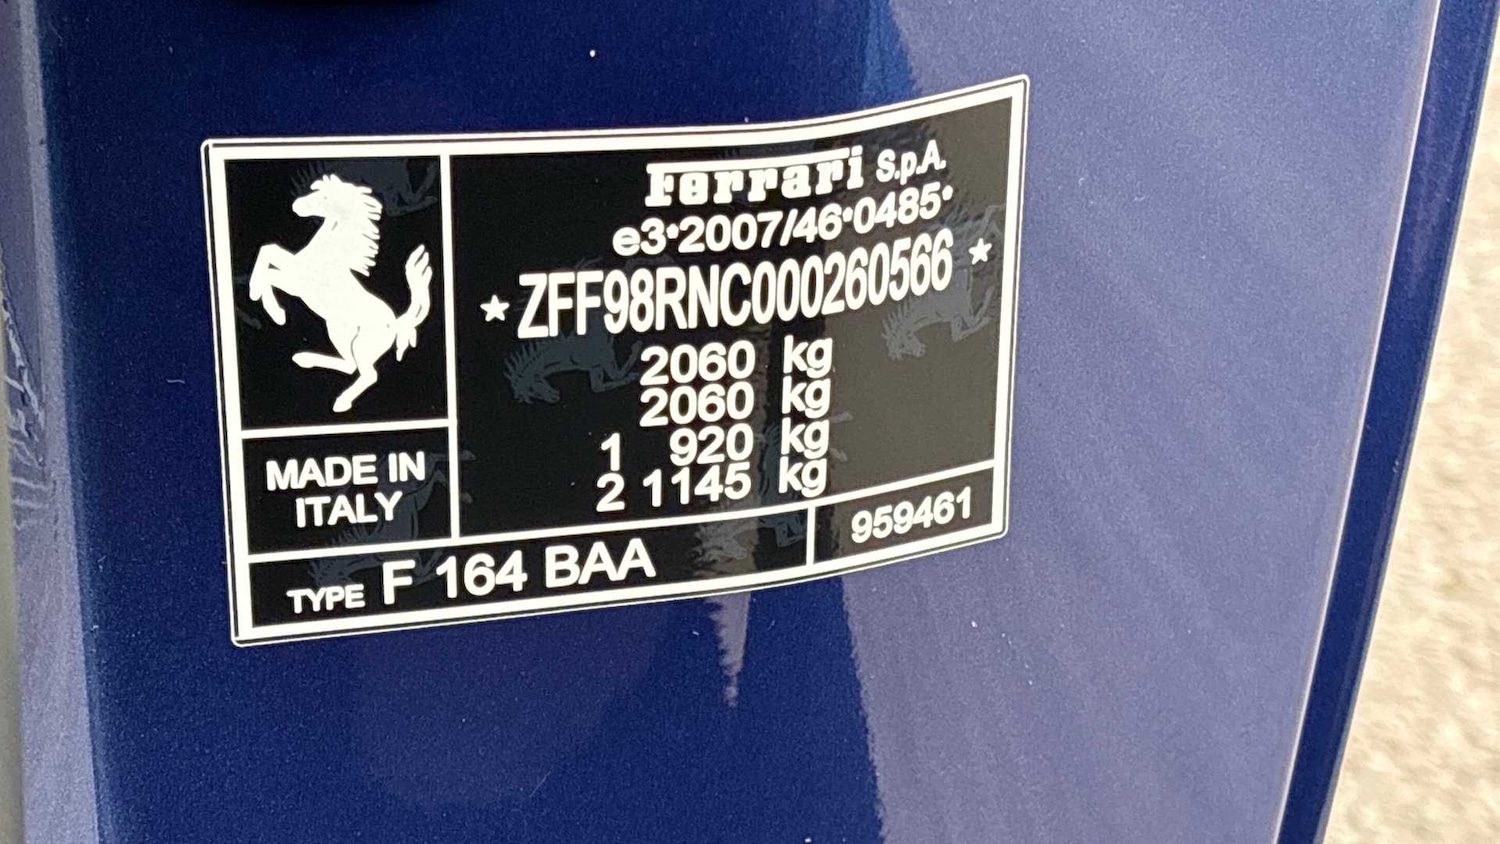 Ferrari S.p.A.
e3*2007/46*0485*
★ ZFF98RNC000260566 ★
2060 kg
2060 kg
1 920 kg
2 1145 kg
MADE IN
ITALY
TYPE F 164 BAA
959461